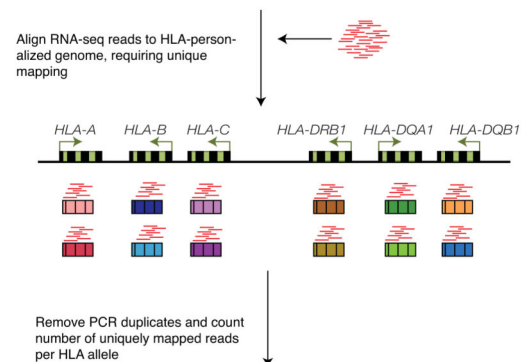 Align RNA-seq reads to HLA-person-
alized genome, requiring unique
mapping
HLA-A HLA-B HLA-C HLA-DRB1 HLA-DQA1 HLA-DQB1
Remove PCR duplicates and count
number of uniquely mapped reads
per HLA allele